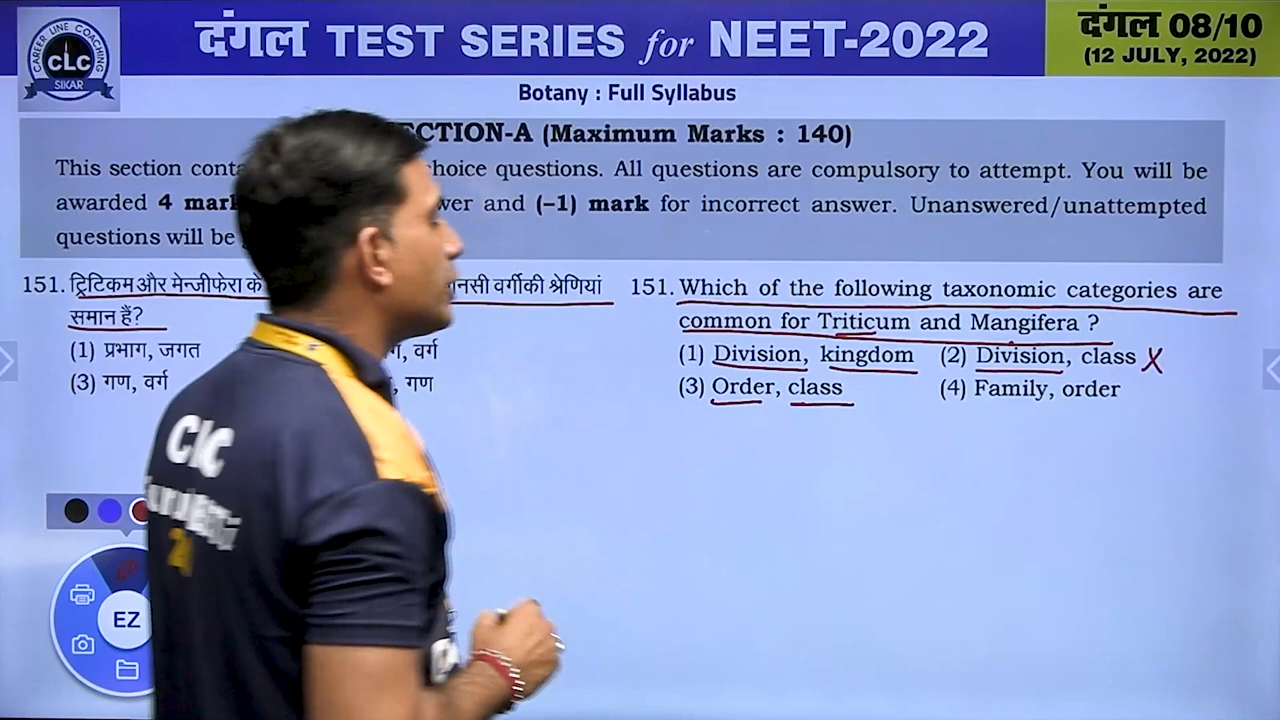 CAREER LINE COACHING
CLC
SIKAR
दंगल TEST SERIES for NEET-2022
दंगल 08/10
(12 JULY, 2022)
Botany : Full Syllabus
ECTION-A (Maximum Marks : 140)
This section conta hoice questions. All questions are compulsory to attempt. You will be
awarded 4 mark wer and (–1) mark for incorrect answer. Unanswered/unattempted
questions will be
151. ट्रिटिकम और मेन्जीफेरा के नसी वर्गीकी श्रेणियां
समान हैं?
(1) प्रभाग, जगत ग, वर्ग
(3) गण, वर्ग , गण
151. Which of the following taxonomic categories are
common for Triticum and Mangifera ?
(1) Division, kingdom (2) Division, class X
(3) Order, class (4) Family, order
CLC
EZ